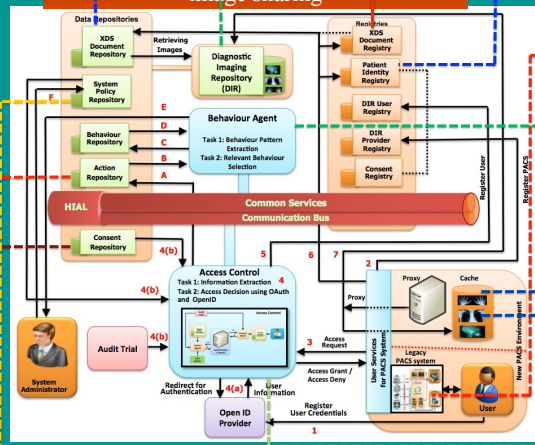 image sharing
Data Repositories
XDS
Document
Repository
Retrieving
Images
Diagnostic
Imaging
Repository
(DIR)
Registries
XDS
Document
Registry
Patient
Identity
Registry
System
Policy
Repository
F
E
DIR User
Registry
Behaviour Agent
Task 1: Behaviour Pattern
Extraction
Task 2: Relevant Behaviour
Selection
D
Behaviour
Repository
C
DIR
Provider
Registry
B
Action
Repository
A
Consent
Registry
Register User
Register PACS
HIAL
Common Services
Communication Bus
Consent
Repository
4(b)
5
6
7
2
Access Control
Task 1: Information Extraction
4
Task 2: Access Decision using OAuth
and OpenID
4(b)
Proxy
Cache
Proxy
User Services
for PACS System
New PACS Environment
3
Access
Request
Access Grant /
Access Deny
Legacy
PACS system
Audit Trial
4(b)
System
Administrator
Redirect for
Authentication
4(a)
User
Information
Open ID
Provider
Register
User Credentials
1
User